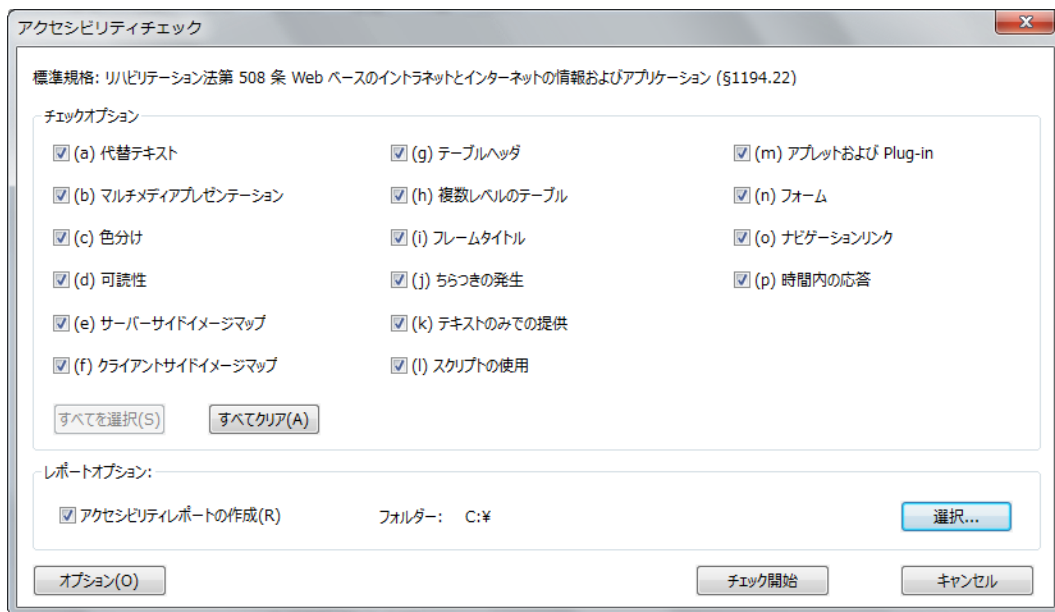 アクセシビリティチェック
標準規格: リハビリテーション法第 508 条 Web ベースのイントラネットとインターネットの情報およびアプリケーション (§1194.22)
チェックオプション
(a) 代替テキスト
(b) マルチメディアプレゼンテーション
(c) 色分け
(d) 可読性
(e) サーバーサイドイメージマップ
(f) クライアントサイドイメージマップ
(g) テーブルヘッダ
(h) 複数レベルのテーブル
(i) フレームタイトル
(j) ちらつきの発生
(k) テキストのみでの提供
(l) スクリプトの使用
(m) アプレットおよび Plug-in
(n) フォーム
(o) ナビゲーションリンク
(p) 時間内の応答
すべてを選択(S)
すべてクリア(A)
レポートオプション:
アクセシビリティレポートの作成(R)
フォルダー: C:¥
選択...
オプション(O)
チェック開始
キャンセル